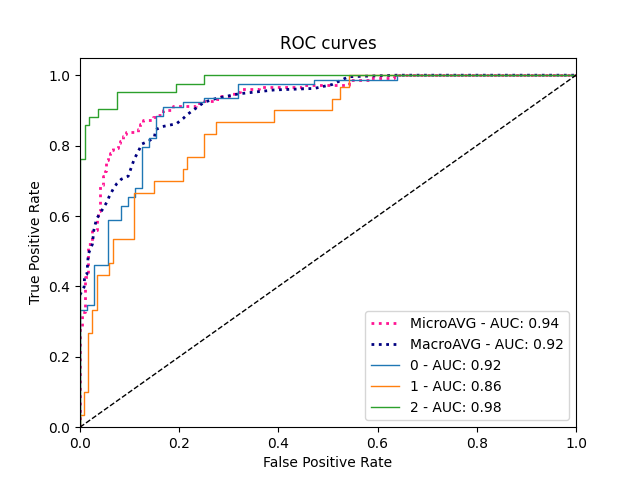 ROC curves
True Positive Rate
1.0
0.8
0.6
0.4
0.2
0.0
MicroAVG - AUC: 0.94
MacroAVG - AUC: 0.92
0 - AUC: 0.92
1 - AUC: 0.86
2 - AUC: 0.98
0.0 0.2 0.4 0.6 0.8 1.0
False Positive Rate